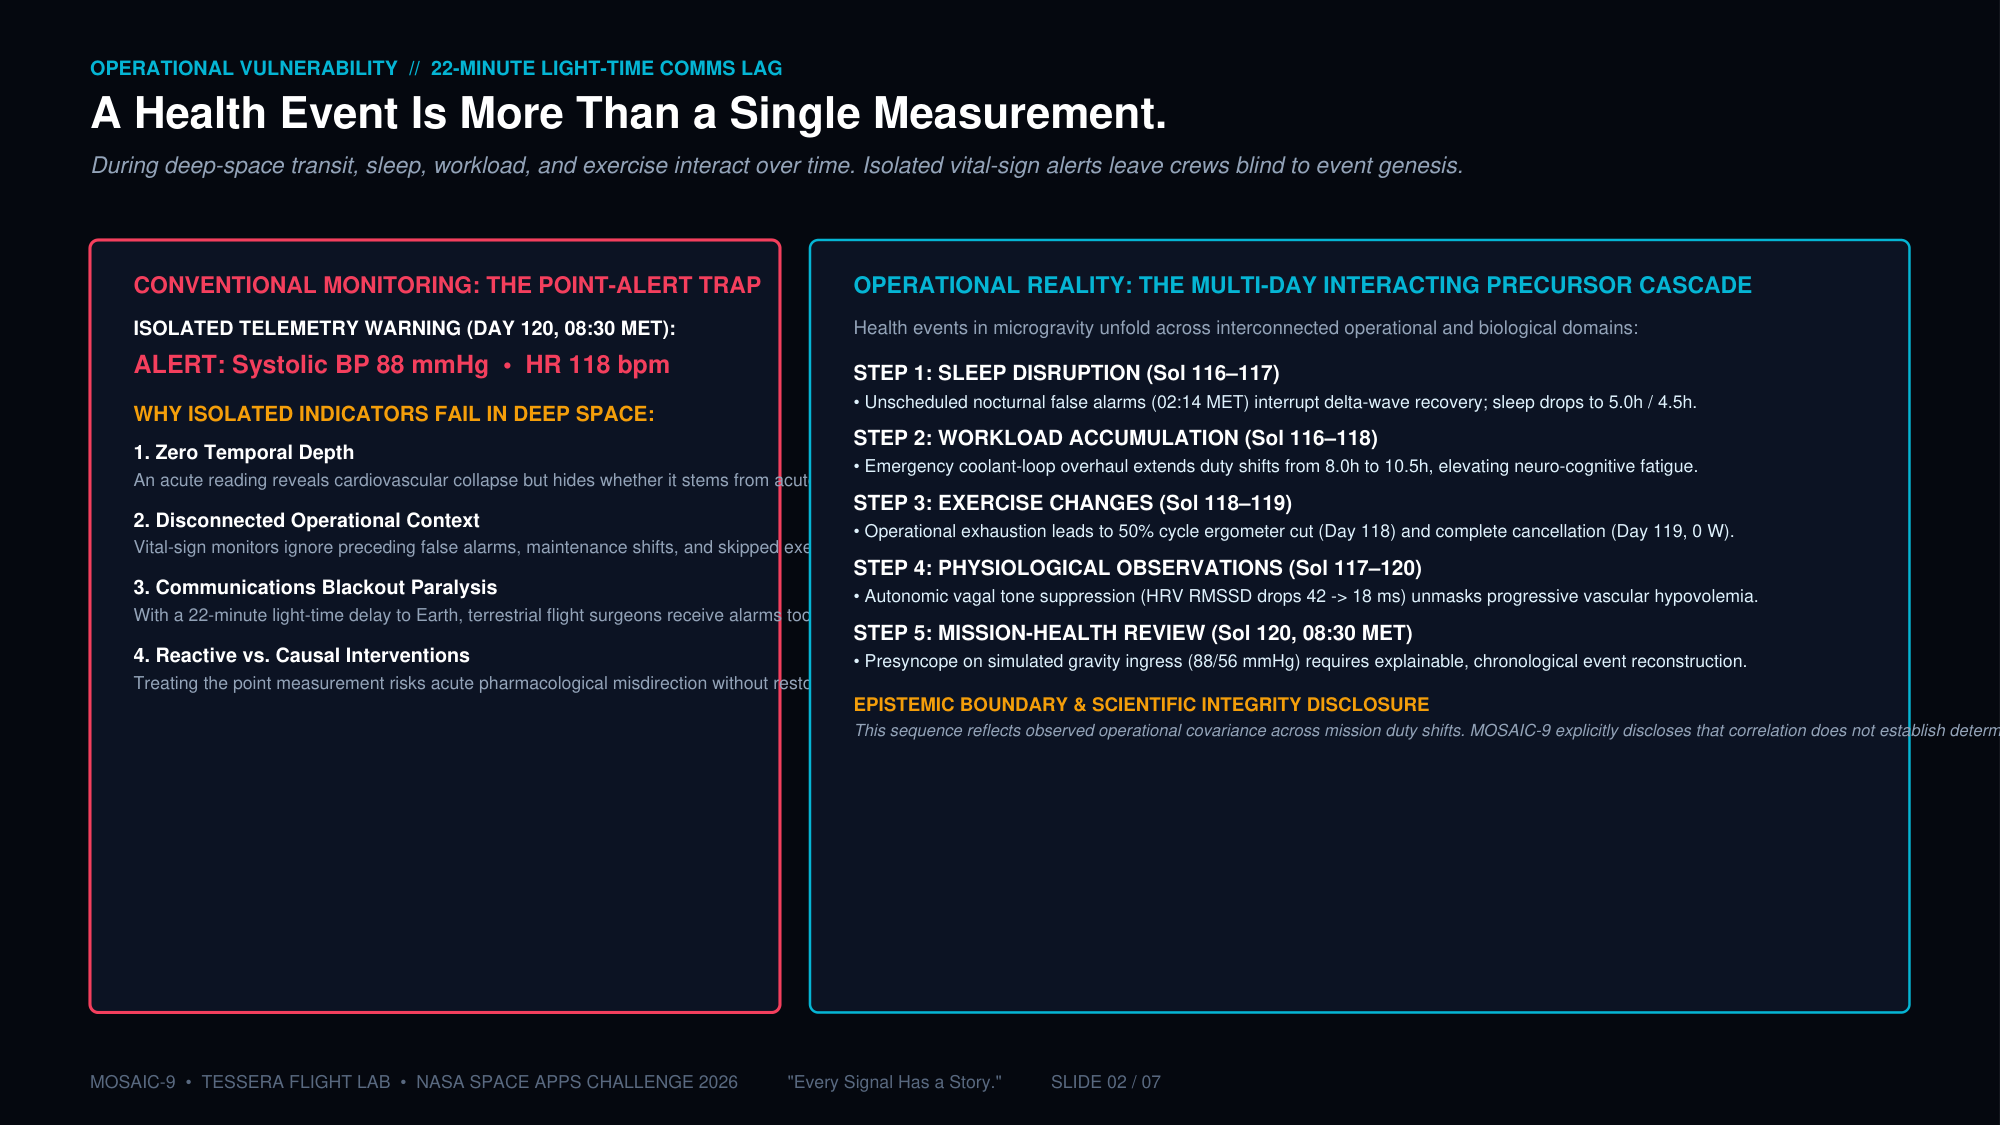 OPERATIONAL VULNERABILITY // 22-MINUTE LIGHT-TIME COMMS LAG
A Health Event Is More Than a Single Measurement.
During deep-space transit, sleep, workload, and exercise interact over time. Isolated vital-sign alerts leave crews blind to event genesis.
CONVENTIONAL MONITORING: THE POINT-ALERT TRAP
ISOLATED TELEMETRY WARNING (DAY 120, 08:30 MET):
ALERT: Systolic BP 88 mmHg • HR 118 bpm
WHY ISOLATED INDICATORS FAIL IN DEEP SPACE:
1. Zero Temporal Depth
An acute reading reveals cardiovascular collapse but hides whether it stems from
2. Disconnected Operational Context
Vital-sign monitors ignore preceding false alarms, maintenance shifts, and skipped
3. Communications Blackout Paralysis
With a 22-minute light-time delay to Earth, terrestrial flight surgeons receive alarms
4. Reactive vs. Causal Interventions
Treating the point measurement risks acute pharmacological misdirection without
OPERATIONAL REALITY: THE MULTI-DAY INTERACTING PRECURSOR CASCADE
Health events in microgravity unfold across interconnected operational and biological domains:
STEP 1: SLEEP DISRUPTION (Sol 116–117)
• Unscheduled nocturnal false alarms (02:14 MET) interrupt delta-wave recovery; sleep drops to 5.0h / 4.5h.
STEP 2: WORKLOAD ACCUMULATION (Sol 116–118)
• Emergency coolant-loop overhaul extends duty shifts from 8.0h to 10.5h, elevating neuro-cognitive fatigue.
STEP 3: EXERCISE CHANGES (Sol 118–119)
• Operational exhaustion leads to 50% cycle ergometer cut (Day 118) and complete cancellation (Day 119, 0 W).
STEP 4: PHYSIOLOGICAL OBSERVATIONS (Sol 117–120)
• Autonomic vagal tone suppression (HRV RMSSD drops 42 -> 18 ms) unmasks progressive vascular hypovolemia.
STEP 5: MISSION-HEALTH REVIEW (Sol 120, 08:30 MET)
• Presyncope on simulated gravity ingress (88/56 mmHg) requires explainable, chronological event reconstruction.
EPISTEMIC BOUNDARY & SCIENTIFIC INTEGRITY DISCLOSURE
This sequence reflects observed operational covariance across mission duty shifts. MOSAIC-9 explicitly discloses that correlation does not establish
MOSAIC-9 • TESSERA FLIGHT LAB • NASA SPACE APPS CHALLENGE 2026 "Every Signal Has a Story." SLIDE 02 / 07